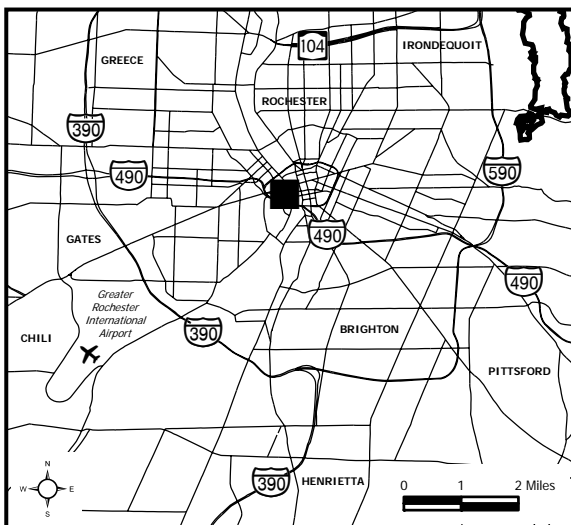 104
IRONDEQUOIT
GREECE
ROCHESTER
390
590
490
490
GATES
490
Greater
Rochester
International
Airport
390
BRIGHTON
CHILI
PITTSFORD
N
W
E
S
390
HENRIETTA
0 1 2 Miles